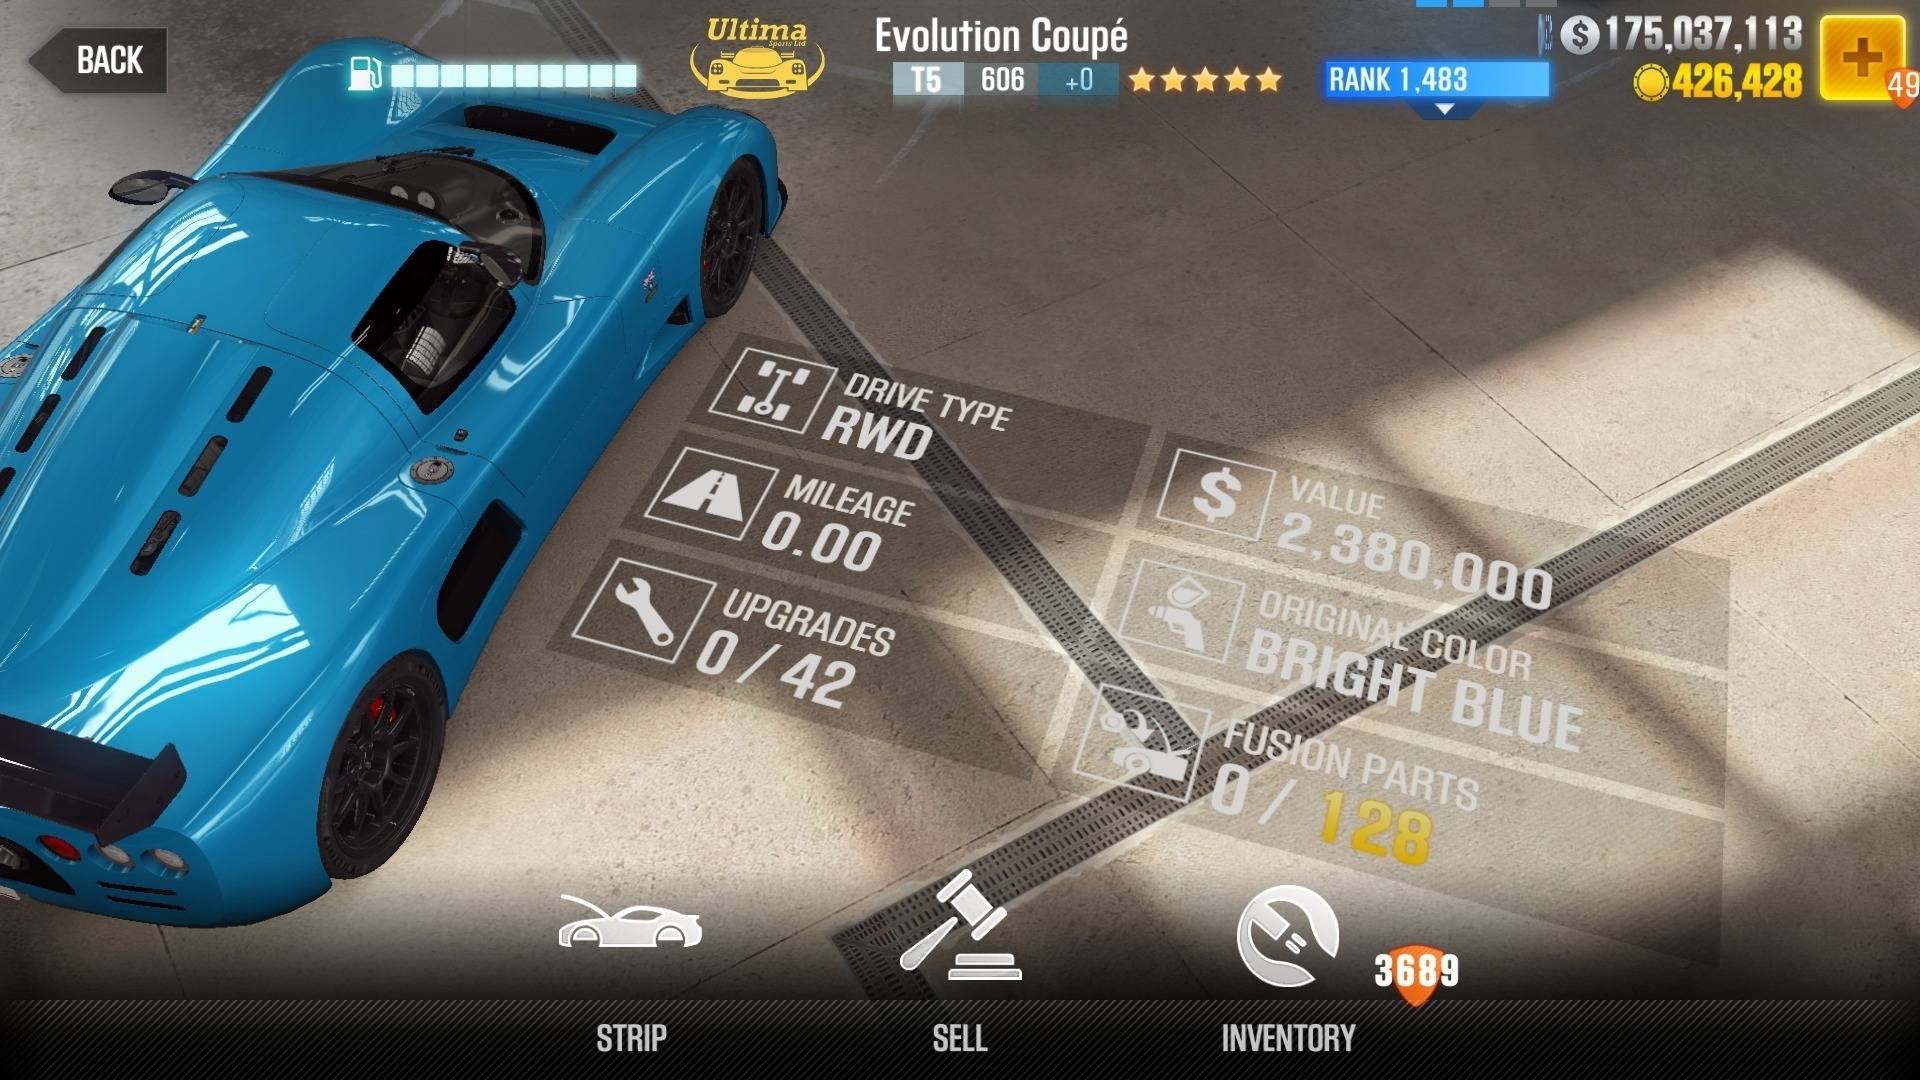 BACK
Ultima
Sports Ltd
Evolution Coupé
T5 606 +0
RANK 1,483
175,037,113
426,428
49
DRIVE TYPE
RWD
MILEAGE
0.00
UPGRADES
0 / 42
$
VALUE
2,380,000
ORIGINAL COLOR
BRIGHT BLUE
FUSION PARTS
0 / 128
3689
STRIP
SELL
INVENTORY